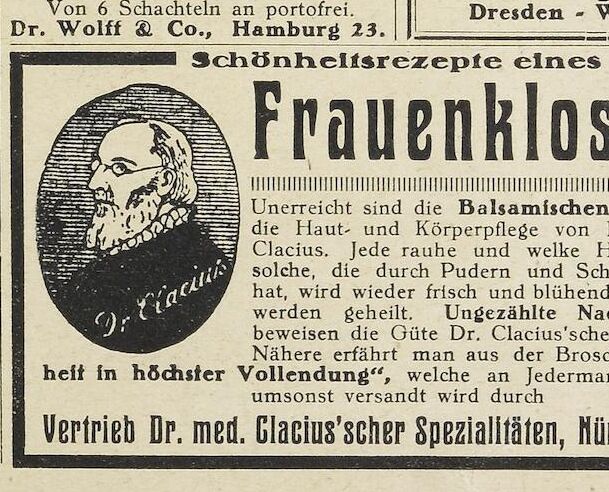 Von 6 Schachteln an portofrei.
Dr. Wolff & Co., Hamburg 23.
Dresden - W
Schönheitsrezepte eines
Frauenklos
Unerreicht sind die Balsamischen
die Haut- und Körperpflege von
Clacius. Jede rauhe und welke H
solche, die durch Pudern und Sch
hat, wird wieder frisch und blühend
werden geheilt. Ungezählte Nac
beweisen die Güte Dr. Clacius'sche
Nähere erfährt man aus der Brosc
heit in höchster Vollendung“, welche an Jederman
umsonst versandt wird durch
Dr Clacius
Vertrieb Dr. med. Clacius'scher Spezialitäten, Nü